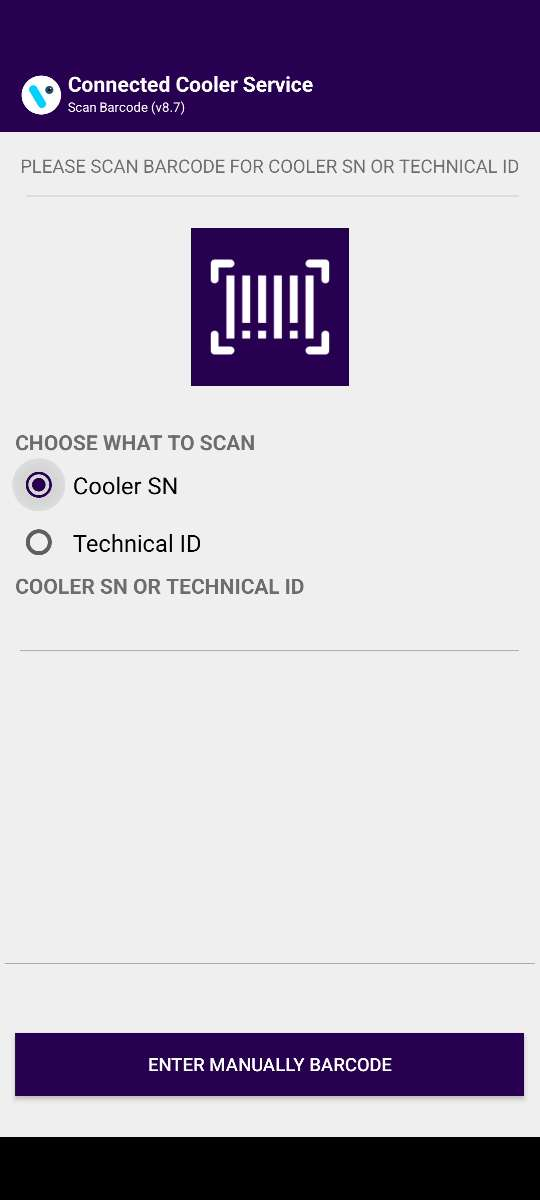 Connected Cooler Service
Scan Barcode (v8.7)
PLEASE SCAN BARCODE FOR COOLER SN OR TECHNICAL ID
CHOOSE WHAT TO SCAN
Cooler SN
Technical ID
COOLER SN OR TECHNICAL ID
ENTER MANUALLY BARCODE